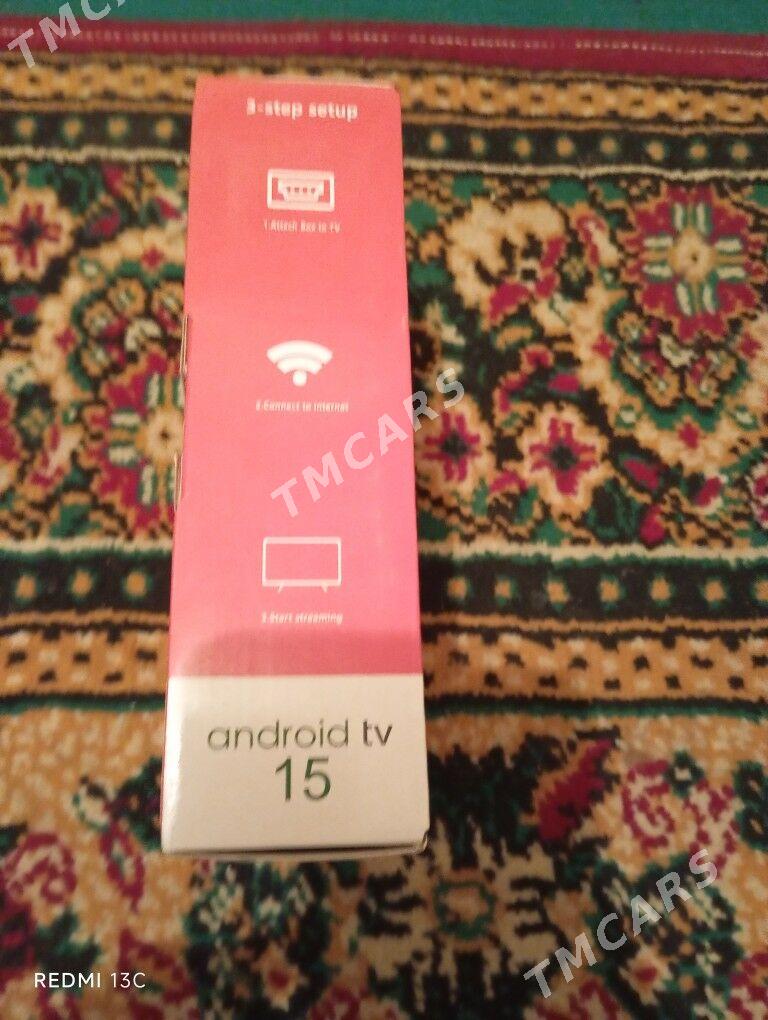 TMCARS
3-step setup
1.Attach Box to TV
2.Connect to internet
TMCARS
3.Start streaming
android tv
15
TMCARS
REDMI 13C